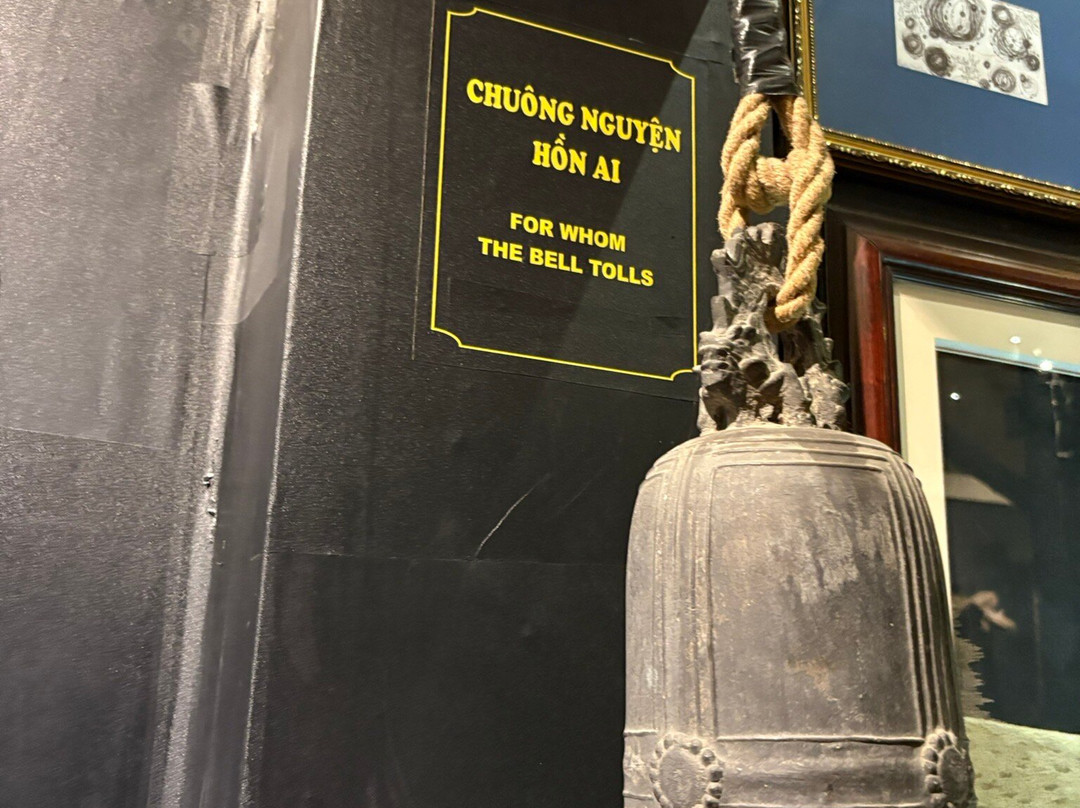 CHUÔNG NGUYỆN
HỒN AI
FOR WHOM
THE BELL TOLLS